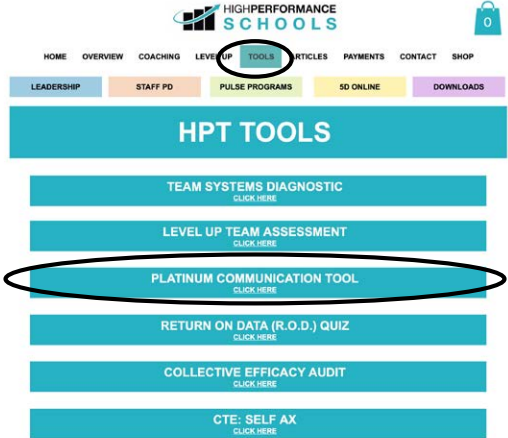 HIGHPERFORMANCE
SCHOOLS
0
HOME OVERVIEW COACHING LEVEL UP TOOLS ARTICLES PAYMENTS CONTACT SHOP
LEADERSHIP STAFF PD PULSE PROGRAMS 5D ONLINE DOWNLOADS
HPT TOOLS
TEAM SYSTEMS DIAGNOSTIC
CLICK HERE
LEVEL UP TEAM ASSESSMENT
CLICK HERE
PLATINUM COMMUNICATION TOOL
CLICK HERE
RETURN ON DATA (R.O.D.) QUIZ
CLICK HERE
COLLECTIVE EFFICACY AUDIT
CLICK HERE
CTE: SELF AX
CLICK HERE